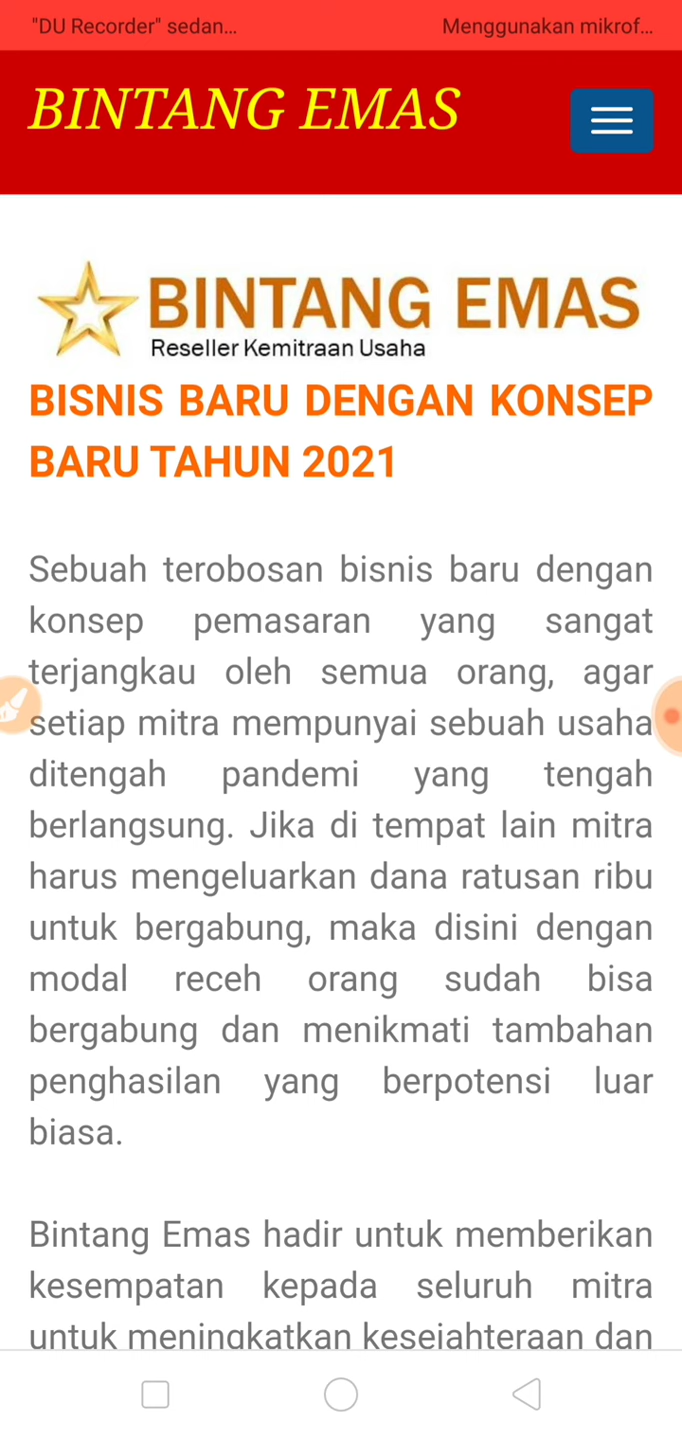 "DU Recorder" sedan...
Menggunakan mikrof...
BINTANG EMAS
BINTANG EMAS
Reseller Kemitraan Usaha
BISNIS BARU DENGAN KONSEP
BARU TAHUN 2021
Sebuah terobosan bisnis baru dengan
konsep pemasaran yang sangat
terjangkau oleh semua orang, agar
setiap mitra mempunyai sebuah usaha
ditengah pandemi yang tengah
berlangsung. Jika di tempat lain mitra
harus mengeluarkan dana ratusan ribu
untuk bergabung, maka disini dengan
modal receh orang sudah bisa
bergabung dan menikmati tambahan
penghasilan yang berpotensi luar
biasa.
Bintang Emas hadir untuk memberikan
kesempatan kepada seluruh mitra
untuk meningkatkan kesejahteraan dan